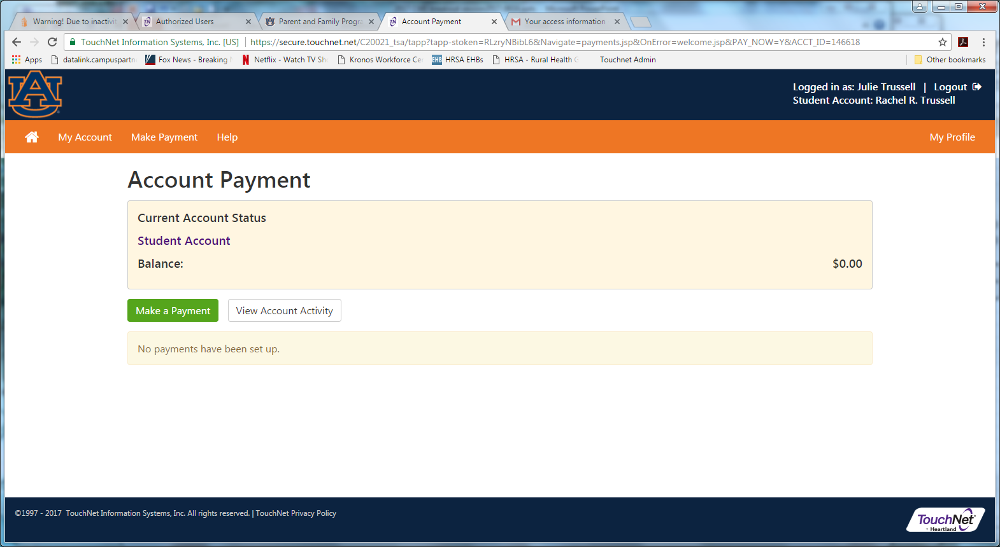 Warning! Due to inactivit
Authorized Users
Parent and Family Progra
Account Payment
Your access information
TouchNet Information Systems, Inc. [US] | https://secure.touchnet.net/C20021_tsa/tapp?tapp-stoken=RLzryNBibL6&Navigate=payments.jsp&OnError=welcome.jsp&PAY_NOW=Y&ACCT_ID=146618
Apps
datalink.campuspartn
Fox News - Breaking
Netflix - Watch TV Sh
Kronos Workforce Ce
EHB HRSA EHBs
HRSA - Rural Health
Touchnet Admin
Other bookmarks
AU
Logged in as: Julie Trussell | Logout
Student Account: Rachel R. Trussell
My Account
Make Payment
Help
My Profile
Account Payment
Current Account Status
Student Account
Balance: $0.00
Make a Payment
View Account Activity
No payments have been set up.
©1997 - 2017 TouchNet Information Systems, Inc. All rights reserved. | TouchNet Privacy Policy
TouchNet
+ Heartland